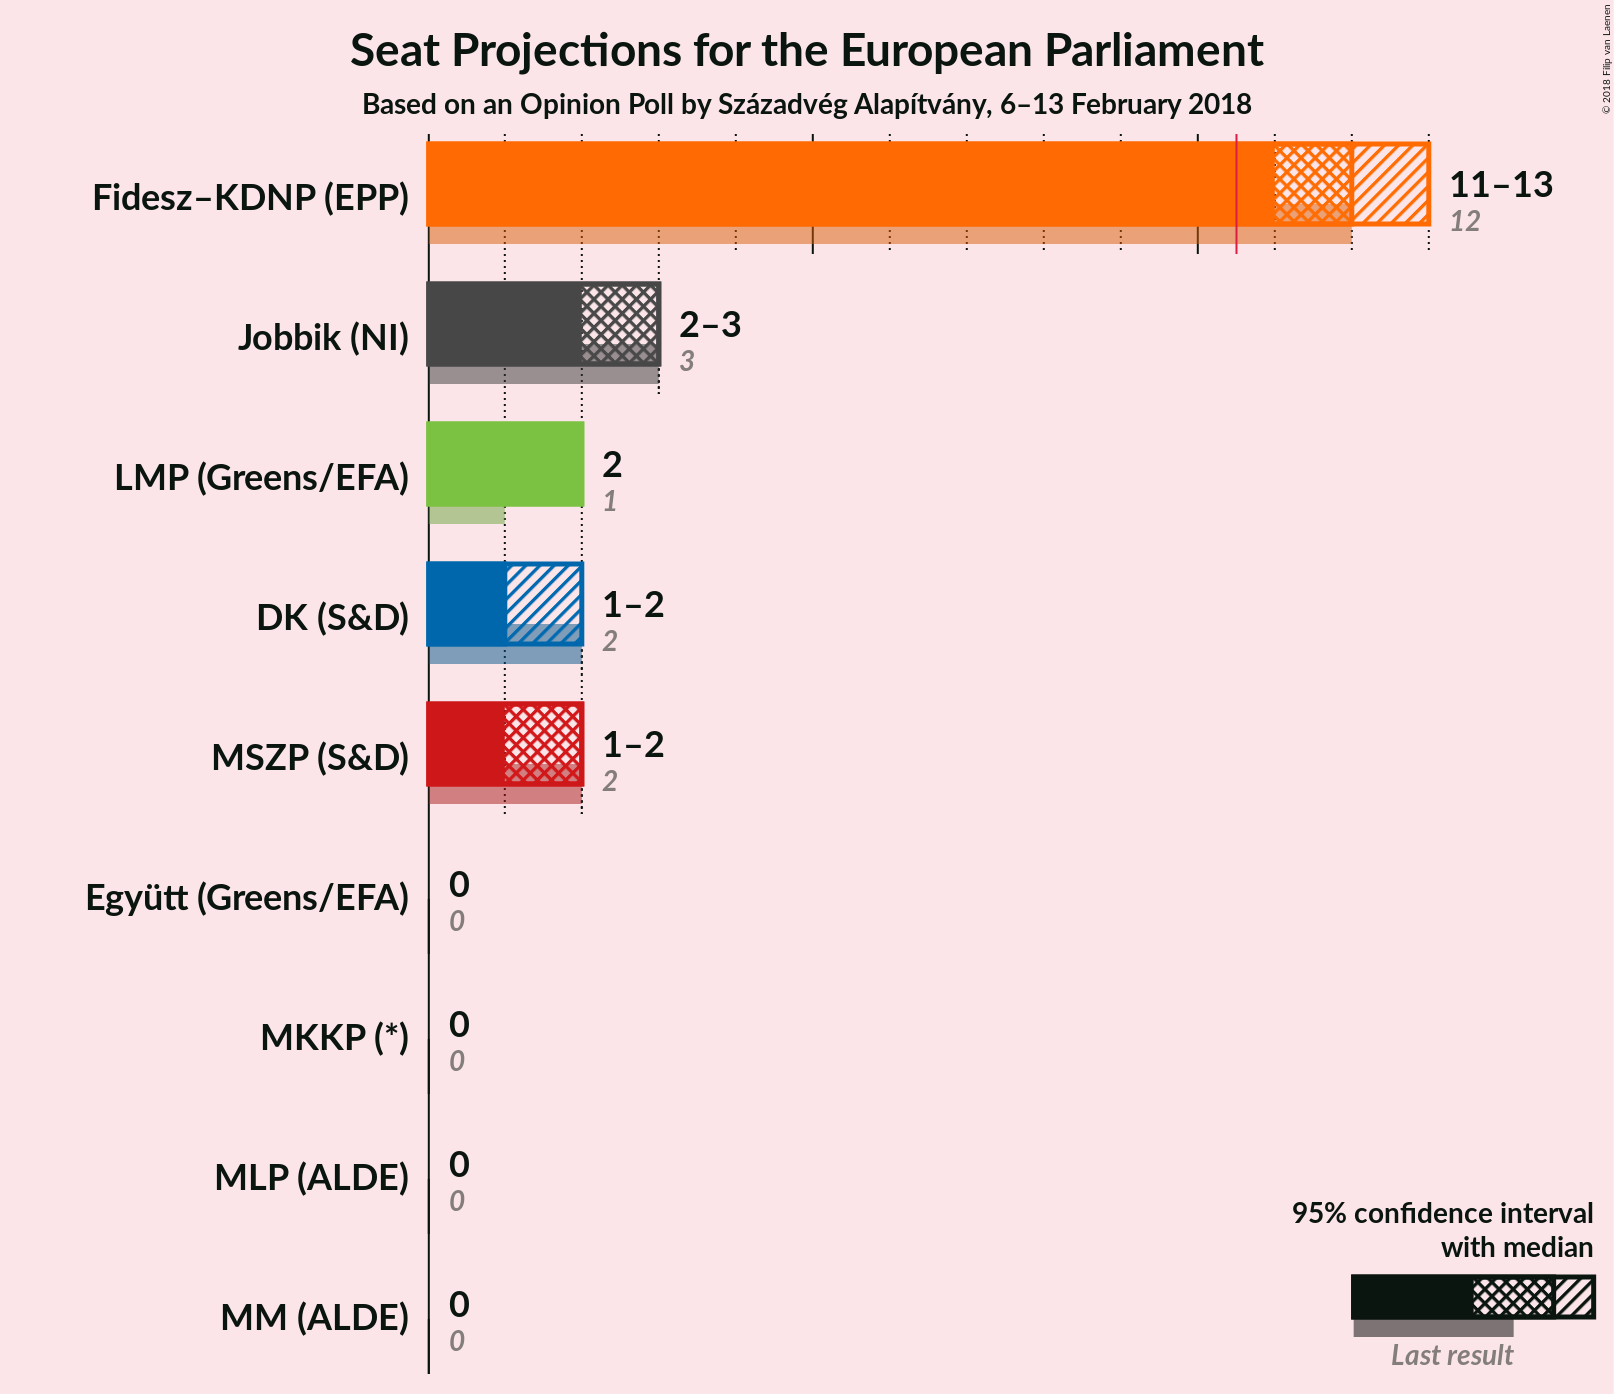 Seat Projections for the European Parliament
Based on an Opinion Poll by Századvég Alapítvány, 6–13 February 2018
© 2018 Filip van Laenen
Fidesz–KDNP (EPP)
11–13
12
Jobbik (NI)
2–3
3
LMP (Greens/EFA)
2
1
DK (S&D)
1–2
2
MSZP (S&D)
1–2
2
Együtt (Greens/EFA)
0
0
MKKP (*)
0
0
MLP (ALDE)
0
0
MM (ALDE)
0
0
95% confidence interval
with median
Last result